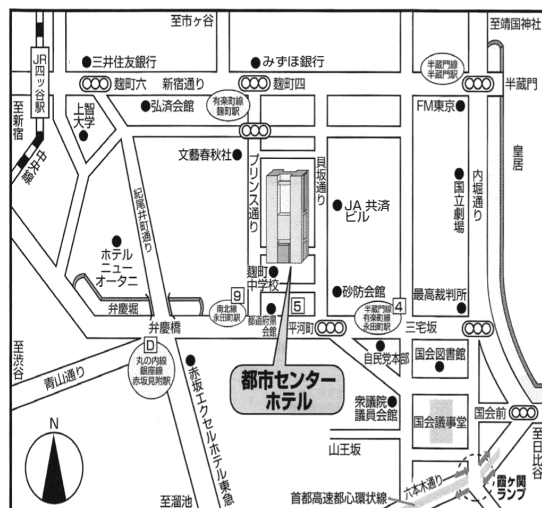 至市ヶ谷
至靖国神社
JR四ッ谷駅
三井住友銀行
みずほ銀行
半蔵門線
半蔵門駅
麹町六
新宿通り
麹町四
半蔵門
至新宿
上智
大学
弘済会館
有楽町線
麹町駅
FM東京
中央線
文藝春秋社
プリンス通り
貝坂通り
皇居
紀尾井町通り
JA共済
ビル
国立劇場
内堀通り
ホテル
ニュー
オータニ
麹町
中学校
砂防会館
最高裁判所
弁慶堀
9
南北線
永田町駅
都道府県
会館
5
平河町
半蔵門線
有楽町線
永田町駅
4
三宅坂
弁慶橋
自民党本部
国会図書館
至渋谷
D
丸の内線
銀座線
赤坂見附駅
青山通り
赤坂エクセルホテル東急
都市センター
ホテル
衆議院
議員会館
国会議事堂
国会前
至日比谷
山王坂
N
六本木通り
霞ヶ関
ランプ
首都高速都心環状線
至溜池